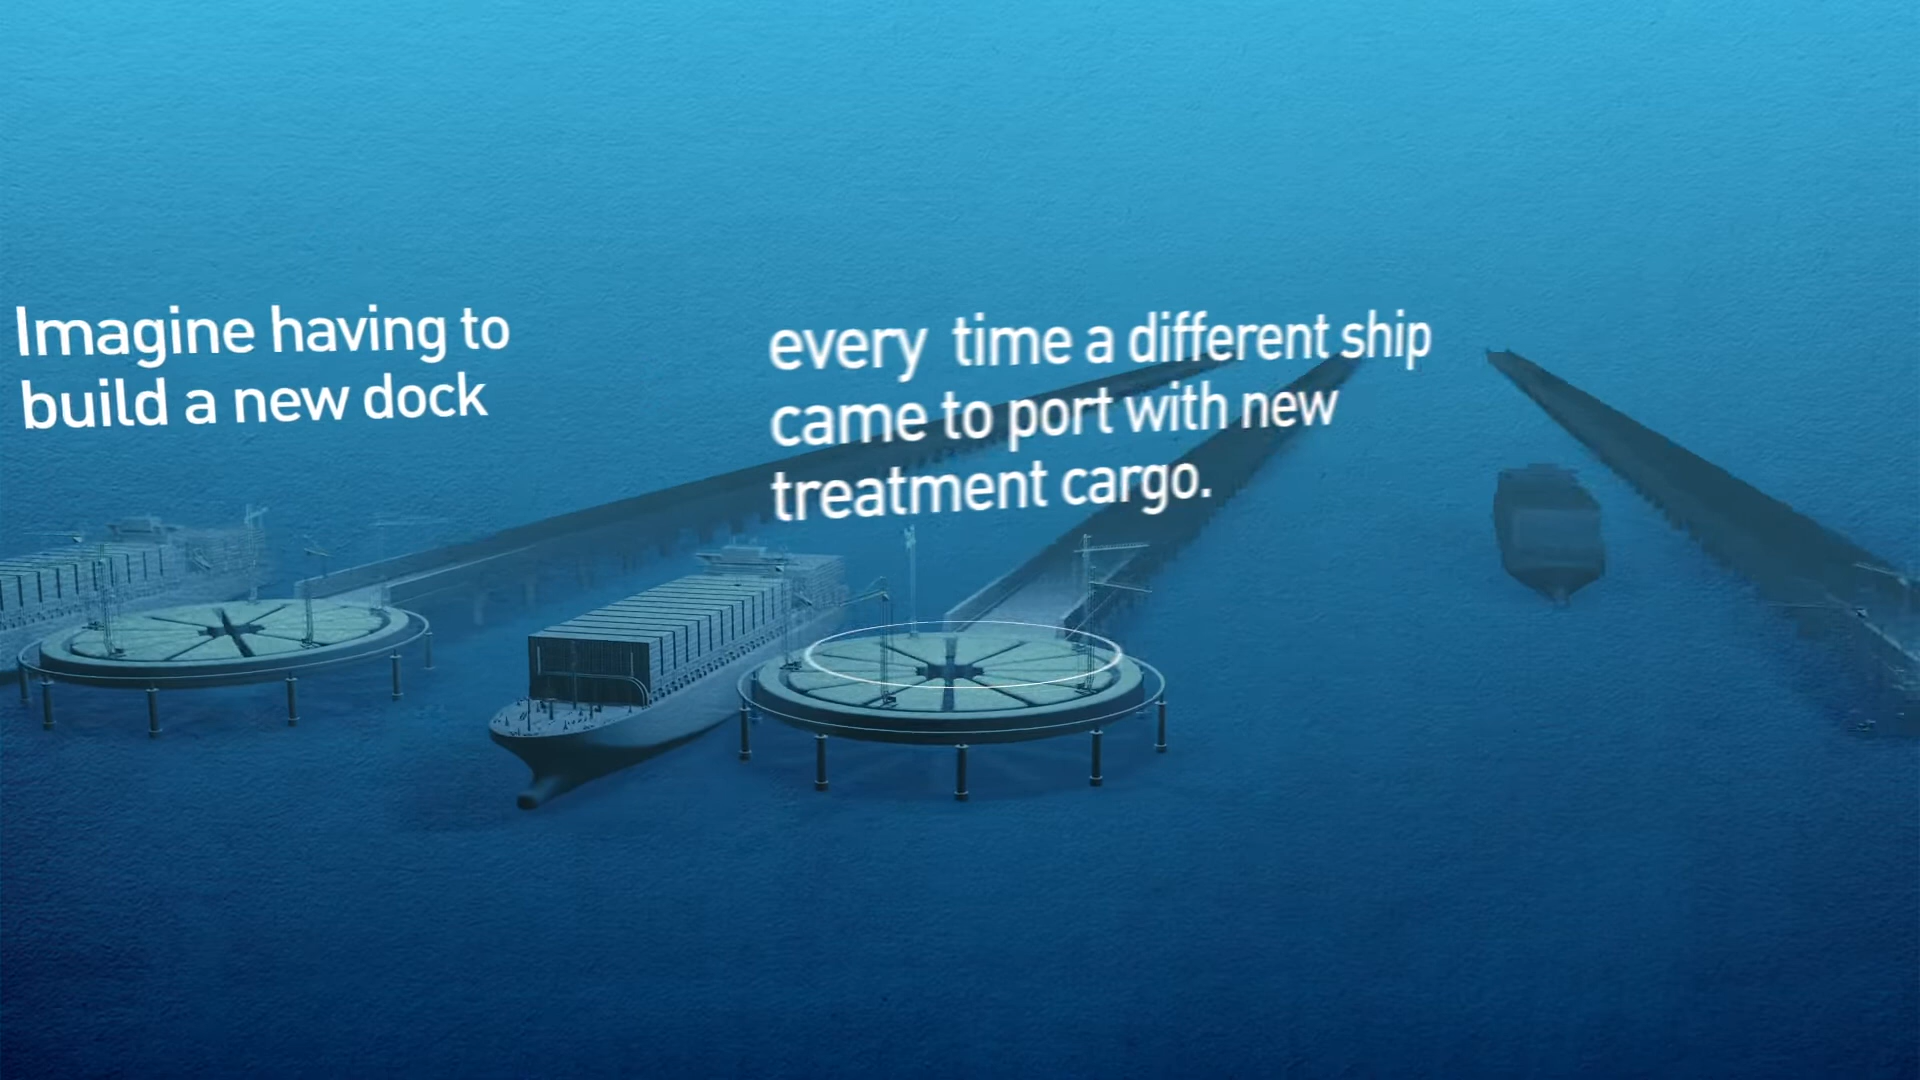 Imagine having to
build a new dock
every time a different ship
came to port with new
treatment cargo.